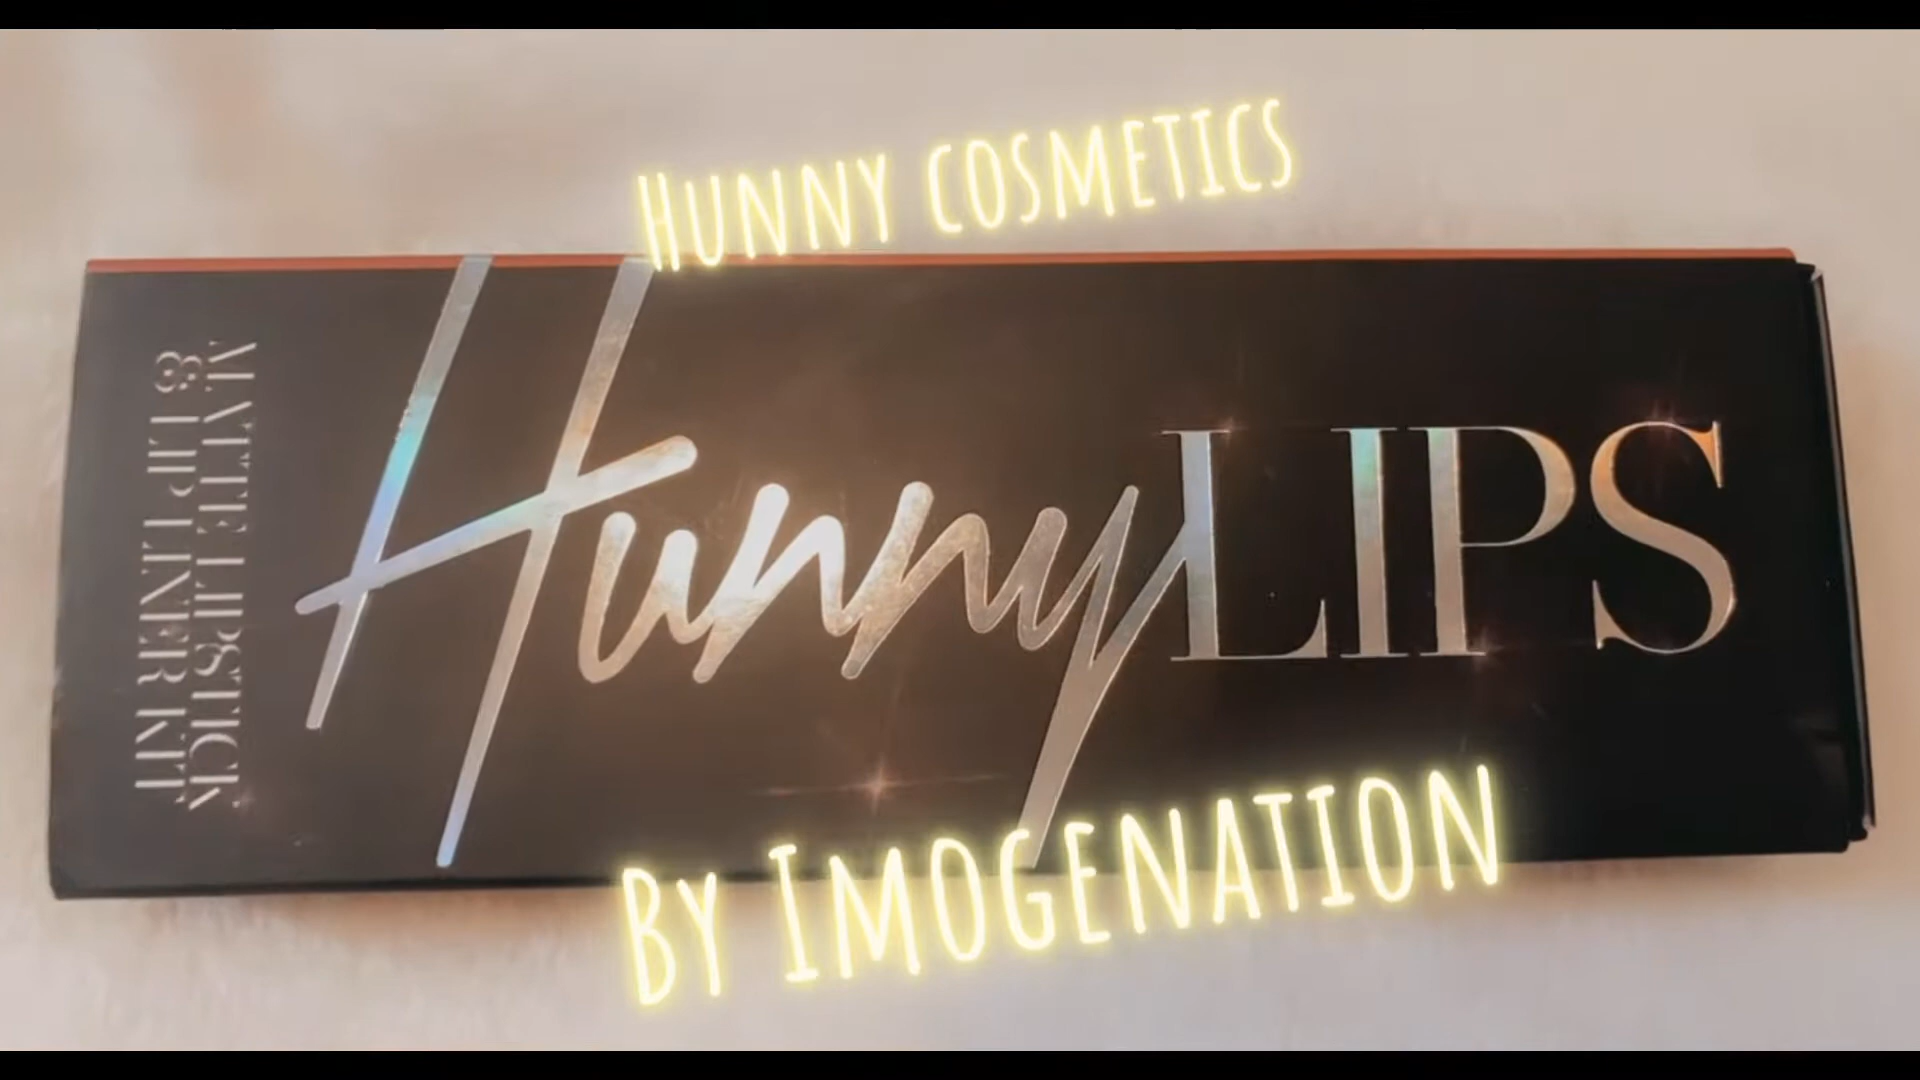 Hunny cosmetics
MATTE LIPSTICK
& LIP LINER KIT
HunnyLIPS
By Imogenation